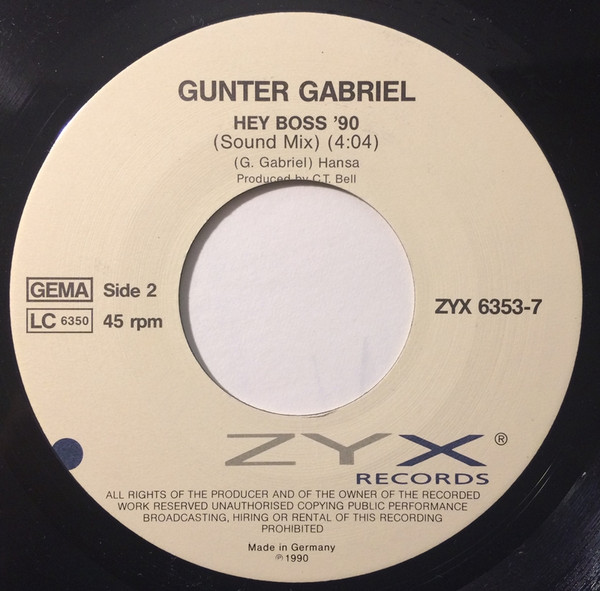 GUNTER GABRIEL
HEY BOSS '90
(Sound Mix) (4:04)
(G. Gabriel) Hansa
Produced by C.T. Bell
GEMA Side 2
LC 6350 45 rpm
ZYX 6353-7
ZYX ®
RECORDS
ALL RIGHTS OF THE PRODUCER AND OF THE OWNER OF THE RECORDED
WORK RESERVED UNAUTHORISED COPYING PUBLIC PERFORMANCE
BROADCASTING, HIRING OR RENTAL OF THIS RECORDING
PROHIBITED
Made in Germany
℗ 1990